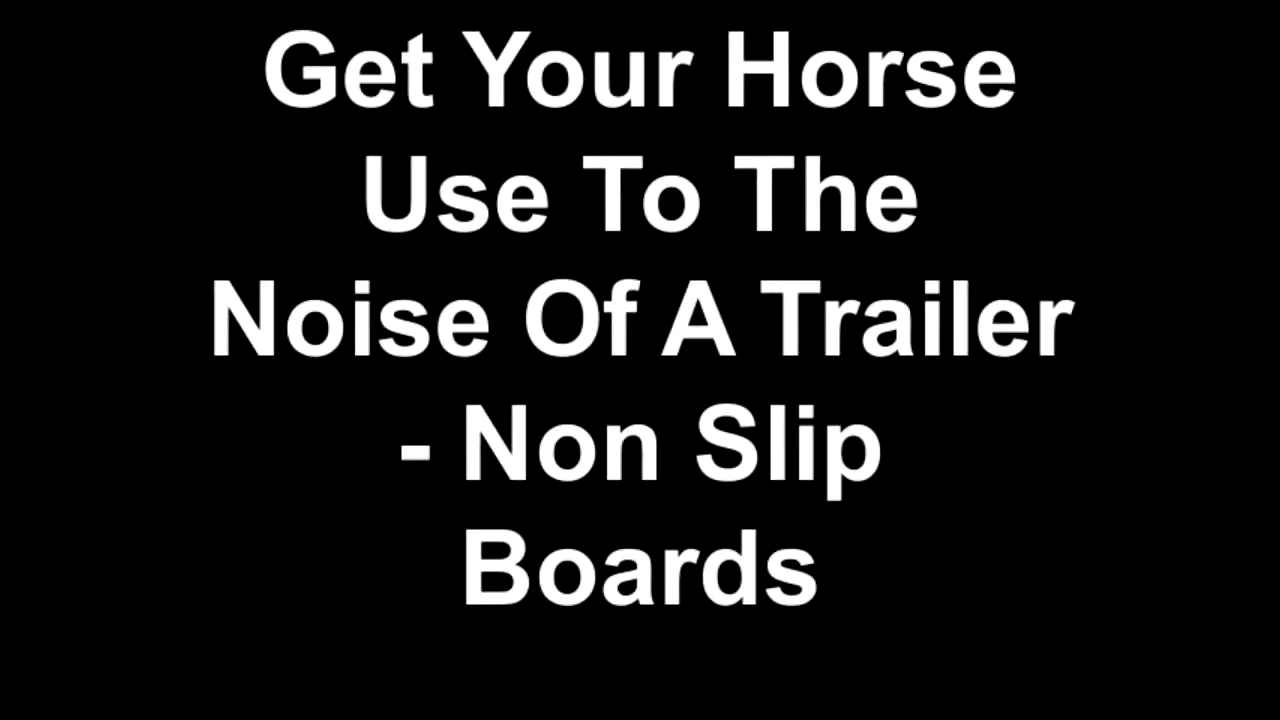 Get Your Horse
Use To The
Noise Of A Trailer
- Non Slip
Boards